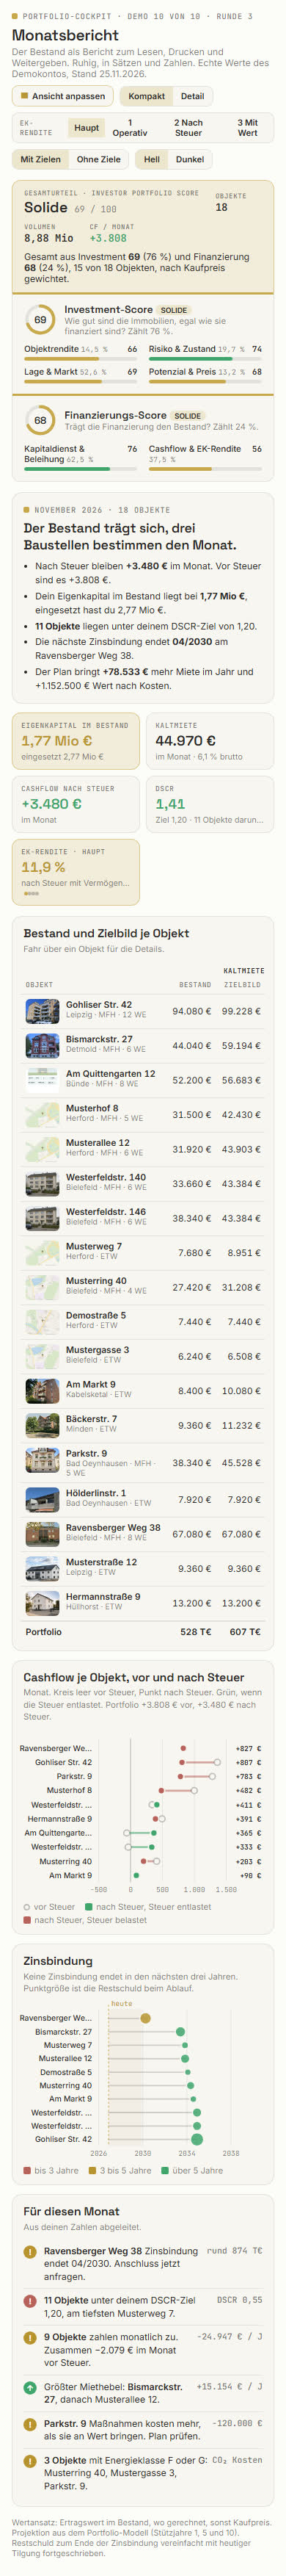 PORTFOLIO-COCKPIT · DEMO 10 VON 10 · RUNDE 3
Monatsbericht
Der Bestand als Bericht zum Lesen, Drucken und
Weitergeben. Ruhig, in Sätzen und Zahlen. Echte Werte des
Demokontos, Stand 25.11.2026.
Ansicht anpassen Kompakt Detail
EK-RENDITE Haupt 1 Operativ 2 Nach Steuer 3 Mit Wert
Mit Zielen Ohne Ziele Hell Dunkel
GESAMTURTEIL · INVESTOR PORTFOLIO SCORE
Solide 69 / 100
OBJEKTE
18
VOLUMEN
8,88 Mio
CF / MONAT
+3.808
Gesamt aus Investment 69 (76 %) und Finanzierung
68 (24 %), 15 von 18 Objekten, nach Kaufpreis
gewichtet.
69
Investment-Score SOLIDE
Wie gut sind die Immobilien, egal wie sie
finanziert sind? Zählt 76 %.
Objektrendite 14,5 % 66
Risiko & Zustand 19,7 % 74
Lage & Markt 52,6 % 69
Potenzial & Preis 13,2 % 68
68
Finanzierungs-Score SOLIDE
Trägt die Finanzierung den Bestand? Zählt 24 %.
Kapitaldienst &
Beleihung 62,5 % 76
Cashflow & EK-Rendite 56
37,5 %
NOVEMBER 2026 · 18 OBJEKTE
Der Bestand trägt sich, drei
Baustellen bestimmen den Monat.
• Nach Steuer bleiben +3.480 € im Monat. Vor Steuer
sind es +3.808 €.
• Dein Eigenkapital im Bestand liegt bei 1,77 Mio €,
eingesetzt hast du 2,77 Mio €.
• 11 Objekte liegen unter deinem DSCR-Ziel von 1,20.
• Die nächste Zinsbindung endet 04/2030 am
Ravensberger Weg 38.
• Der Plan bringt +78.533 € mehr Miete im Jahr und
+1.152.500 € Wert nach Kosten.
EIGENKAPITAL IM BESTAND
1,77 Mio €
eingesetzt 2,77 Mio €
KALTMIETE
44.970 €
im Monat · 6,1 % brutto
CASHFLOW NACH STEUER
+3.480 €
im Monat
DSCR
1,41
Ziel 1,20 · 11 Objekte darun...
EK-RENDITE · HAUPT
11,9 %
nach Steuer mit Vermögen...
Bestand und Zielbild je Objekt
Fahr über ein Objekt für die Details.
KALTMIETE
OBJEKT BESTAND ZIELBILD
Gohliser Str. 42 94.080 € 99.228 €
Leipzig · MFH · 12 WE
Bismarckstr. 27 44.040 € 59.194 €
Detmold · MFH · 6 WE
Am Quittengarten 12 52.200 € 56.683 €
Bünde · MFH · 8 WE
Musterhof 8 31.500 € 42.430 €
Herford · MFH · 5 WE
Musterallee 12 31.920 € 43.903 €
Herford · MFH · 6 WE
Westerfeldstr. 140 33.660 € 43.384 €
Bielefeld · MFH · 6 WE
Westerfeldstr. 146 38.340 € 43.384 €
Bielefeld · MFH · 6 WE
Musterweg 7 7.680 € 8.951 €
Herford · ETW
Musterring 40 27.420 € 31.208 €
Bielefeld · MFH · 4 WE
Demostraße 5 7.440 € 7.440 €
Herford · ETW
Mustergasse 3 6.240 € 6.508 €
Bielefeld · ETW
Am Markt 9 8.400 € 10.080 €
Kabelsketal · ETW
Bäckerstr. 7 9.360 € 11.232 €
Minden · ETW
Parkstr. 9 38.340 € 45.528 €
Bad Oeynhausen · MFH ·
5 WE
Hölderlinstr. 1 7.920 € 7.920 €
Bad Oeynhausen · ETW
Ravensberger Weg 38 67.080 € 67.080 €
Bielefeld · MFH · 8 WE
Musterstraße 12 9.360 € 9.360 €
Leipzig · ETW
Hermannstraße 9 13.200 € 13.200 €
Hüllhorst · ETW
Portfolio 528 T€ 607 T€
Cashflow je Objekt, vor und nach Steuer
Monat. Kreis leer vor Steuer, Punkt nach Steuer. Grün, wenn
die Steuer entlastet. Portfolio +3.808 € vor, +3.480 € nach
Steuer.
Ravensberger We... +827 €
Gohliser Str. 42 +807 €
Parkstr. 9 +783 €
Musterhof 8 +482 €
Westerfeldstr. ... +411 €
Hermannstraße 9 +391 €
Am Quittengarte... +365 €
Westerfeldstr. ... +333 €
Musterring 40 +203 €
Am Markt 9 +90 €
-500 0 500 1.000 1.500
vor Steuer nach Steuer, Steuer entlastet
nach Steuer, Steuer belastet
Zinsbindung
Keine Zinsbindung endet in den nächsten drei Jahren.
Punktgröße ist die Restschuld beim Ablauf.
heute
Ravensberger We...
Bismarckstr. 27
Musterweg 7
Musterallee 12
Demostraße 5
Musterring 40
Am Markt 9
Westerfeldstr. ...
Westerfeldstr. ...
Gohliser Str. 42
2026 2030 2034 2038
bis 3 Jahre 3 bis 5 Jahre über 5 Jahre
Für diesen Monat
Aus deinen Zahlen abgeleitet.
! Ravensberger Weg 38 Zinsbindung rund 874 T€
endet 04/2030. Anschluss jetzt
anfragen.
! 11 Objekte unter deinem DSCR-Ziel DSCR 0,55
1,20, am tiefsten Musterweg 7.
! 9 Objekte zahlen monatlich zu. -24.947 € / J
Zusammen −2.079 € im Monat
vor Steuer.
Größter Miethebel: Bismarckstr. +15.154 € / J
27, danach Musterallee 12.
! Parkstr. 9 Maßnahmen kosten mehr, -120.000 €
als sie an Wert bringen. Plan prüfen.
! 3 Objekte mit Energieklasse F oder G: CO₂ Kosten
Musterring 40, Mustergasse 3,
Parkstr. 9.
Wertansatz: Ertragswert im Bestand, wo gerechnet, sonst Kaufpreis.
Projektion aus dem Portfolio-Modell (Stützjahre 1, 5 und 10).
Restschuld zum Ende der Zinsbindung vereinfacht mit heutiger
Tilgung fortgeschrieben.